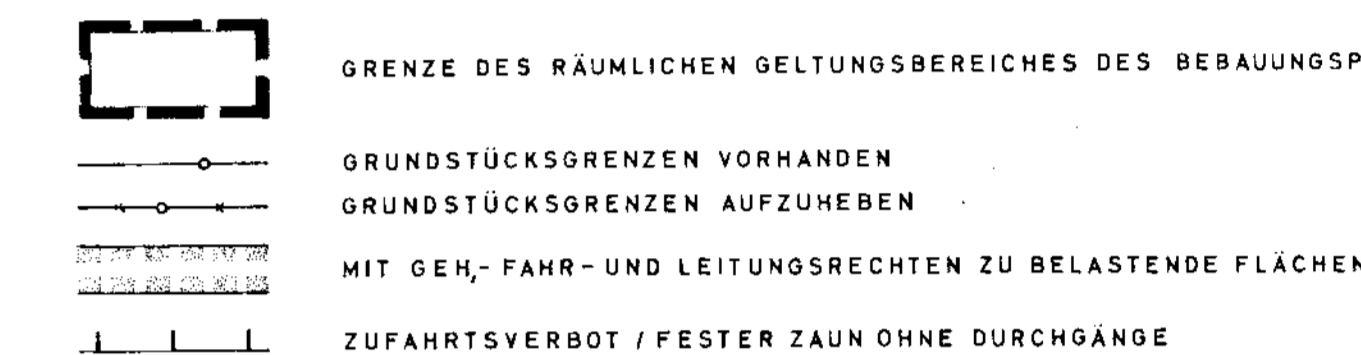 GRENZE DES RÄUMLICHEN GELTUNGSBEREICHES DES BEBAUUNGSP
GRUNDSTÜCKSGRENZEN VORHANDEN
GRUNDSTÜCKSGRENZEN AUFZUHEBEN
MIT GEH,- FAHR - UND LEITUNGSRECHTEN ZU BELASTENDE FLÄCHEN
ZUFAHRTSVERBOT / FESTER ZAUN OHNE DURCHGÄNGE